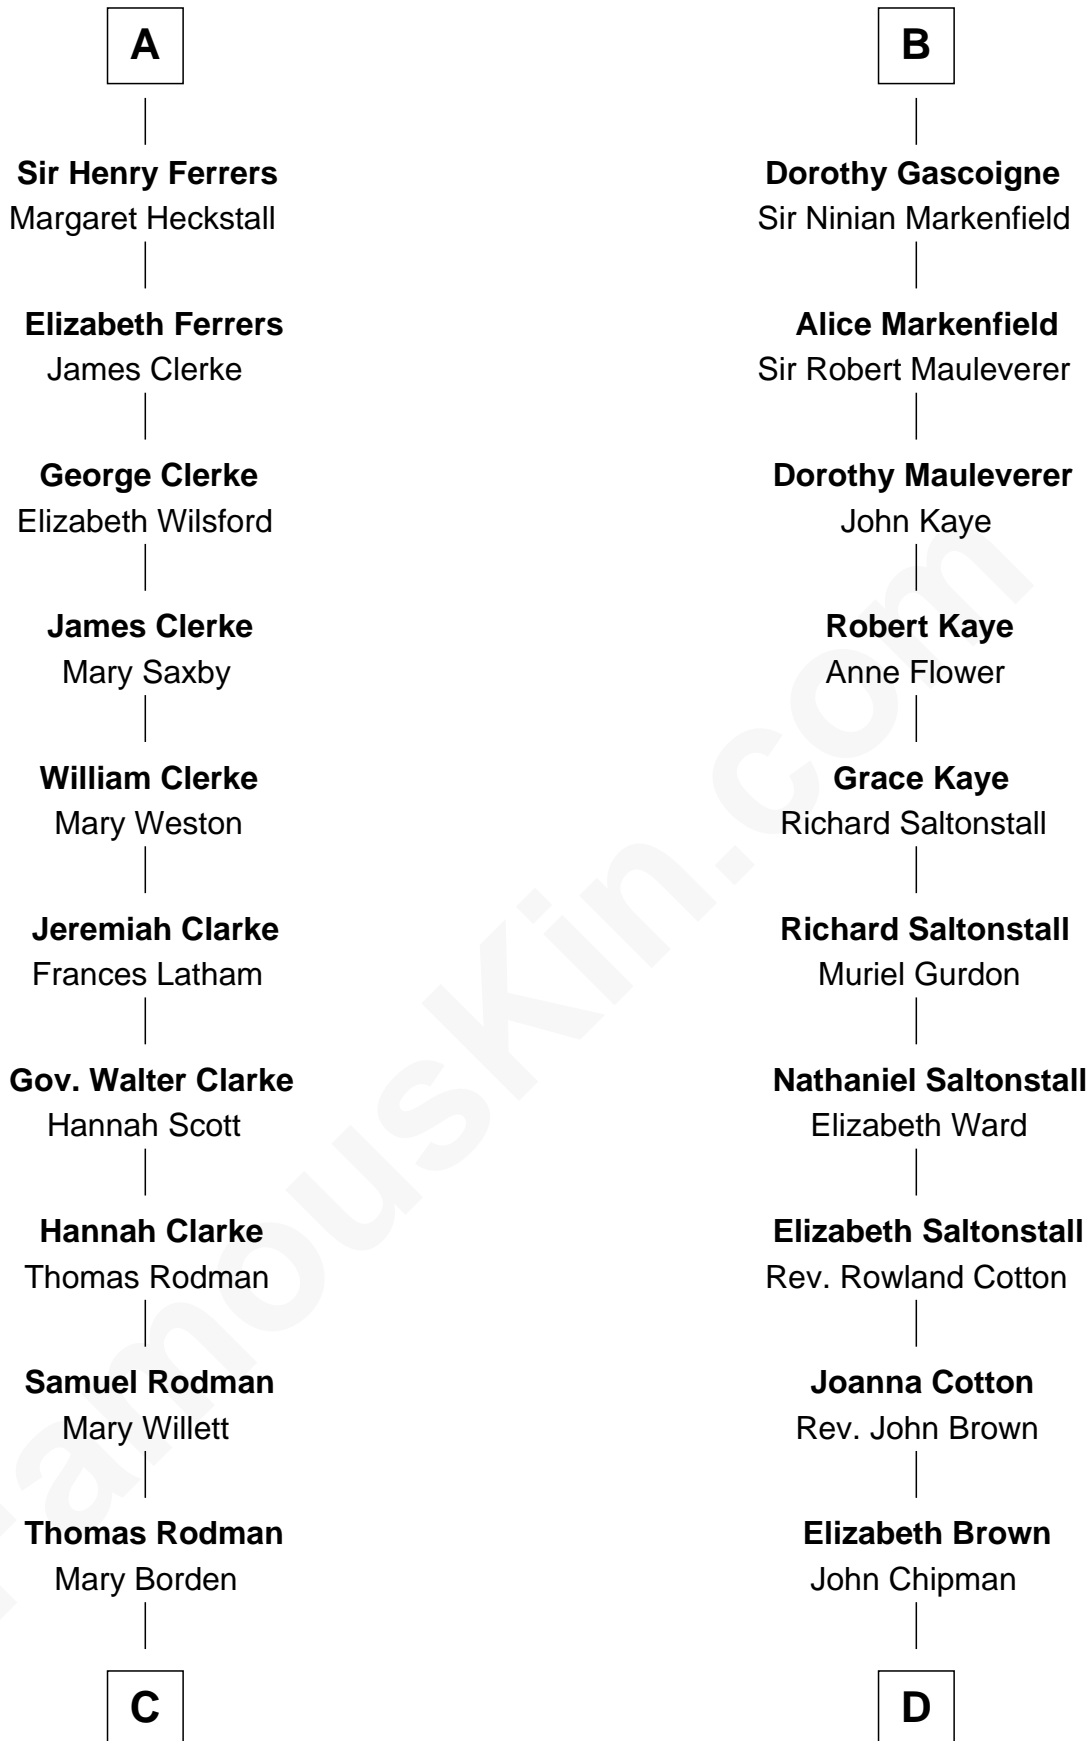 A
Sir Henry Ferrers
Margaret Heckstall
Elizabeth Ferrers
James Clerke
George Clerke
Elizabeth Wilsford
James Clerke
Mary Saxby
William Clerke
Mary Weston
Jeremiah Clarke
Frances Latham
Gov. Walter Clarke
Hannah Scott
Hannah Clarke
Thomas Rodman
Samuel Rodman
Mary Willett
Thomas Rodman
Mary Borden
C
B
Dorothy Gascoigne
Sir Ninian Markenfield
Alice Markenfield
Sir Robert Mauleverer
Dorothy Mauleverer
John Kaye
Robert Kaye
Anne Flower
Grace Kaye
Richard Saltonstall
Richard Saltonstall
Muriel Gurdon
Nathaniel Saltonstall
Elizabeth Ward
Elizabeth Saltonstall
Rev. Rowland Cotton
Joanna Cotton
Rev. John Brown
Elizabeth Brown
John Chipman
D
FamousKin.com